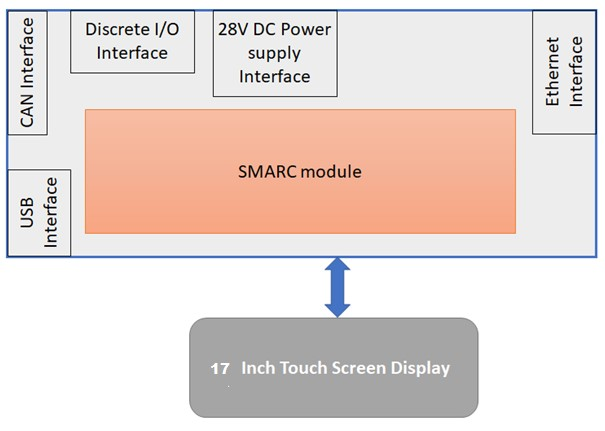 CAN Interface
Discrete I/O
Interface
28V DC Power
supply
Interface
Ethernet
Interface
SMARC module
USB
Interface
17 Inch Touch Screen Display